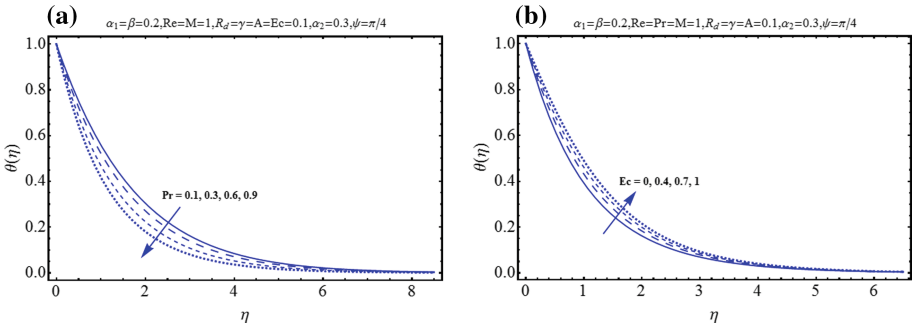 (a)
α₁=β=0.2,Re=M=1,R_d=γ=A=Ec=0.1,α₂=0.3,ψ=π/4
1.0
0.8
0.6
0.4
0.2
0.0
θ(η)
Pr = 0.1, 0.3, 0.6, 0.9
0 2 4 6 8
η
(b)
α₁=β=0.2,Re=Pr=M=1,R_d=γ=A=0.1,α₂=0.3,ψ=π/4
1.0
0.8
0.6
0.4
0.2
0.0
θ(η)
Ec = 0, 0.4, 0.7, 1
0 1 2 3 4 5 6
η